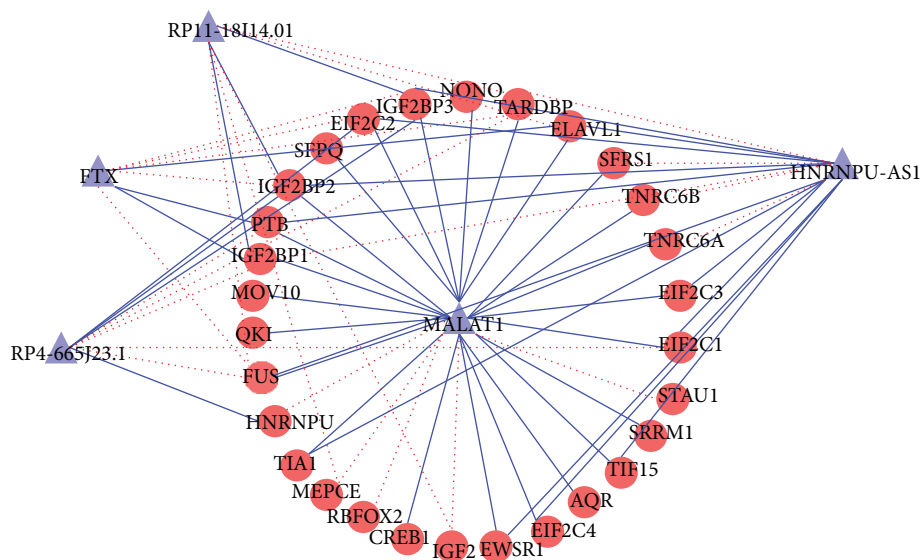 RP11-18I14.01
NONO
IGF2BP3
TARDBP
EIF2C2
ELAVL1
SFPQ
SFRS1
FTX
HNRNPU-AS1
IGF2BP2
TNRC6B
PTB
TNRC6A
IGF2BP1
MOV10
EIF2C3
MALAT1
QKI
EIF2C1
RP4-665J23.1
FUS
STAU1
HNRNPU
SRRM1
TIA1
TIF15
MEPCE
AQR
RBFOX2
EIF2C4
CREB1
IGF2
EWSR1